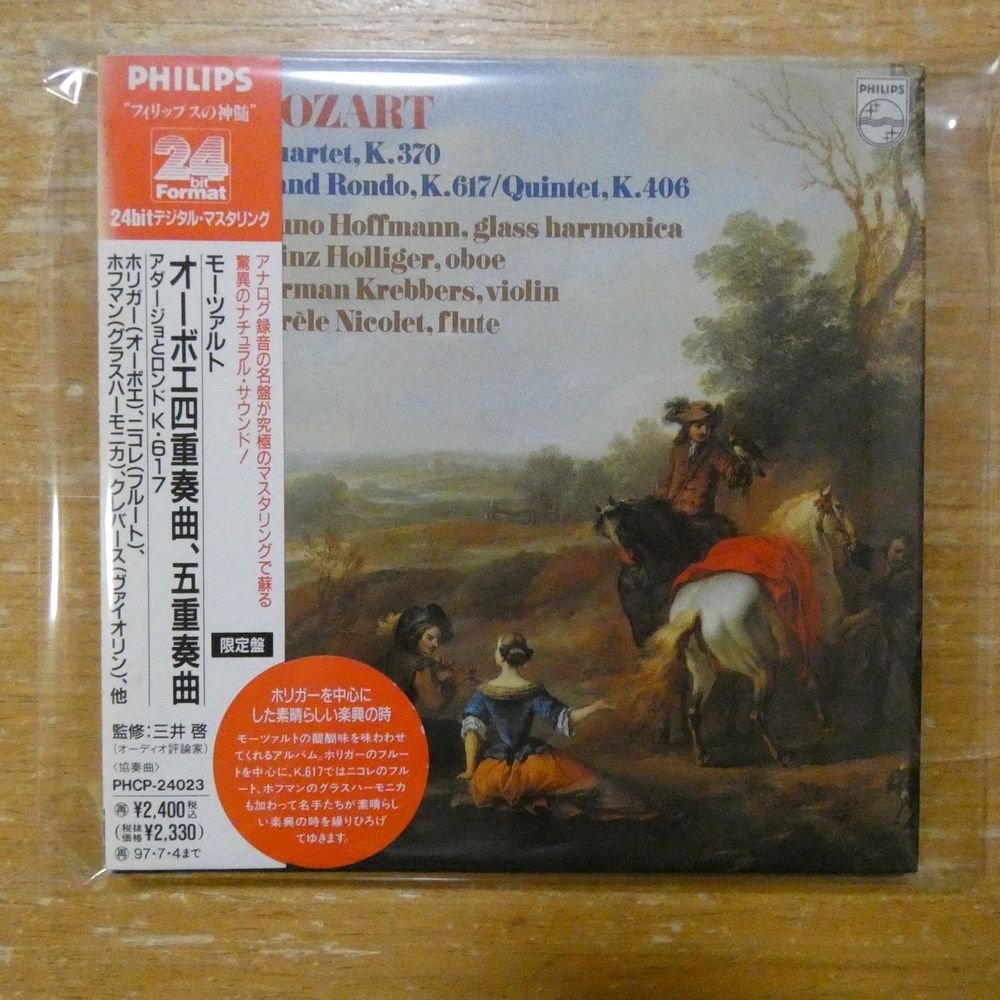 PHILIPS
"フィリップスの神髄"
24
bit
Format
24bitデジタル・マスタリング
アナログ録音の名盤が究極のマスタリングで蘇る
驚異のナチュラル・サウンド!
モーツァルト
オーボエ四重奏曲、五重奏曲
アダージョとロンド K・617
ホリガー(オーボエ)、ニコレ(フルート)、
ホフマン(グラスハーモニカ)、クレバース(ヴァイオリン)、他
限定盤
監修:三井 啓
(オーディオ評論家)
〈協奏曲〉
PHCP-24023
再 ¥2,400税込
(税抜価格¥2,330)
再 97・7・4まで
ホリガーを中心に
した素晴らしい楽興の時
モーツァルトの醍醐味を味わわせ
てくれるアルバム。ホリガーのフルー
トを中心に、K.617ではニコレのフル
ート、ホフマンのグラスハーモニカ
も加わって名手たちが素晴らし
い楽興の時を繰りひろげ
てゆきます。
OZART
uartet, K.370
and Rondo, K.617/Quintet, K.406
uno Hoffmann, glass harmonica
inz Holliger, oboe
rman Krebbers, violin
rèle Nicolet, flute
PHILIPS